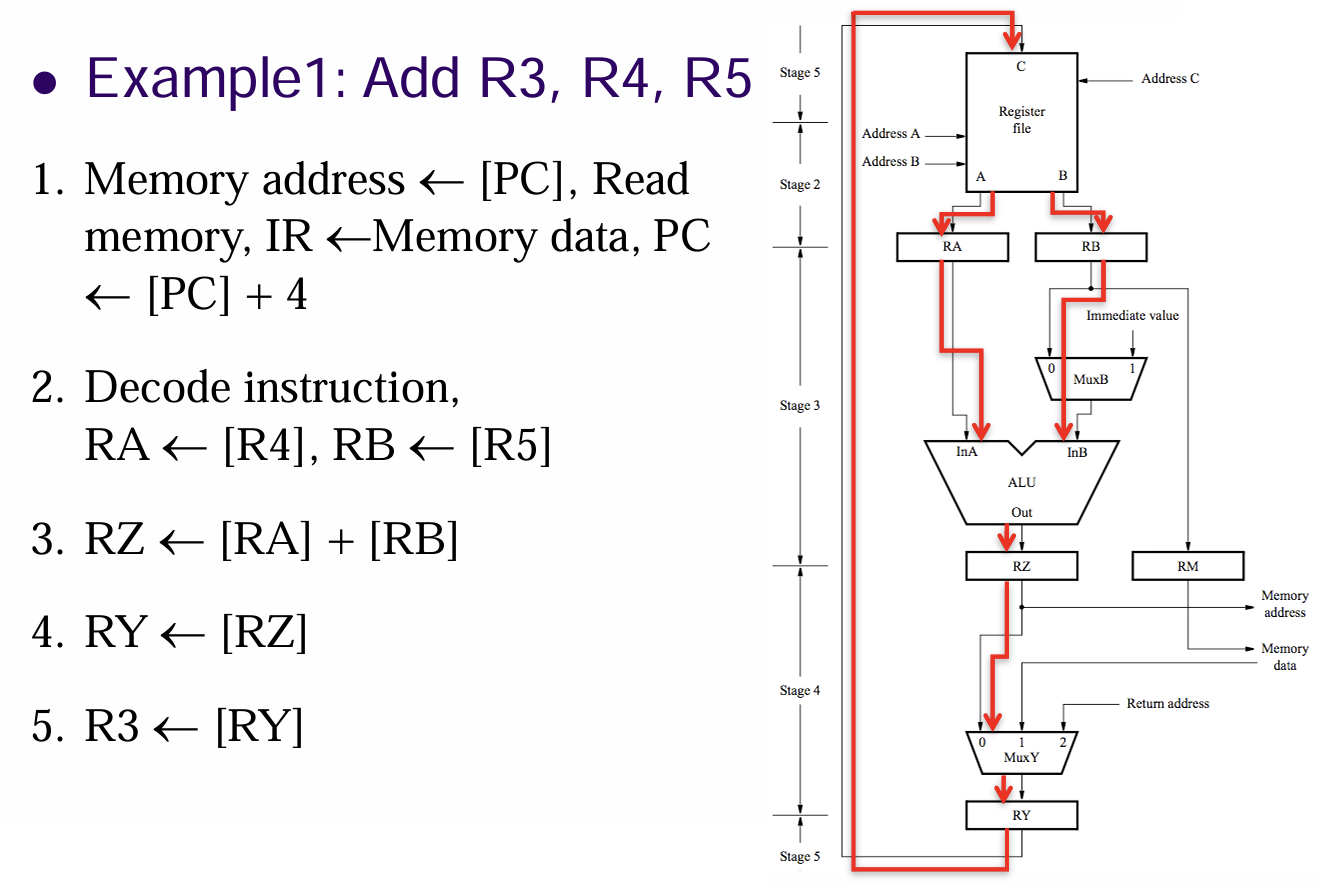 ● Example1: Add R3, R4, R5
1. Memory address ← [PC], Read
memory, IR ←Memory data, PC
← [PC] + 4
2. Decode instruction,
RA ← [R4], RB ← [R5]
3. RZ ← [RA] + [RB]
4. RY ← [RZ]
5. R3 ← [RY]
Stage 5
C
Address C
Register
file
Address A
Address B
A B
Stage 2
RA RB
Immediate value
0 1
MuxB
Stage 3
InA InB
ALU
Out
RZ RM
Memory
address
Memory
data
Stage 4
Return address
0 1 2
MuxY
RY
Stage 5